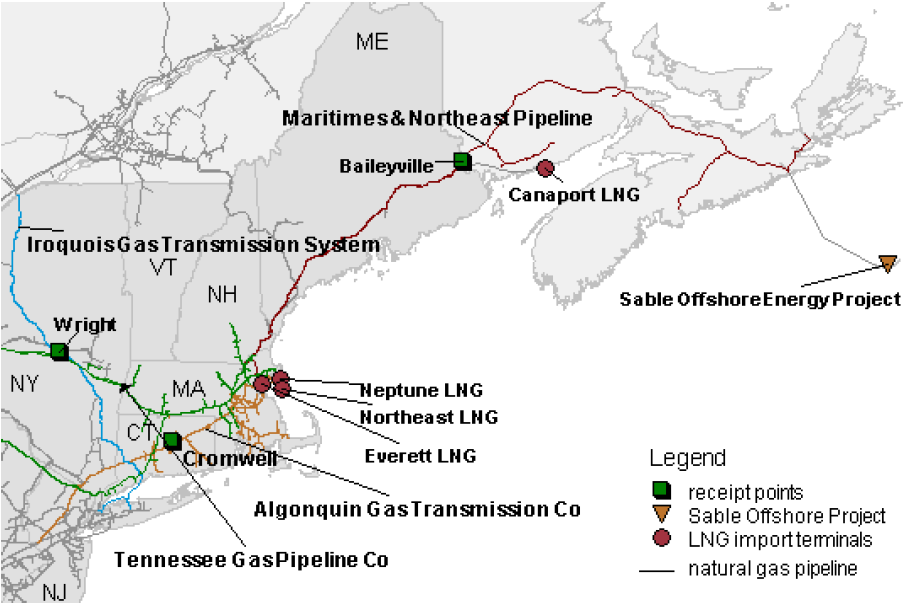 ME
Maritimes & Northeast Pipeline
Baileyville
Canaport LNG
Iroquois Gas Transmission System
VT
NH
Sable Offshore Energy Project
Wright
NY
MA
Neptune LNG
Northeast LNG
CT
Everett LNG
Cromwell
Legend
receipt points
Algonquin Gas Transmission Co
Sable Offshore Project
LNG import terminals
Tennessee Gas Pipeline Co
natural gas pipeline
NJ